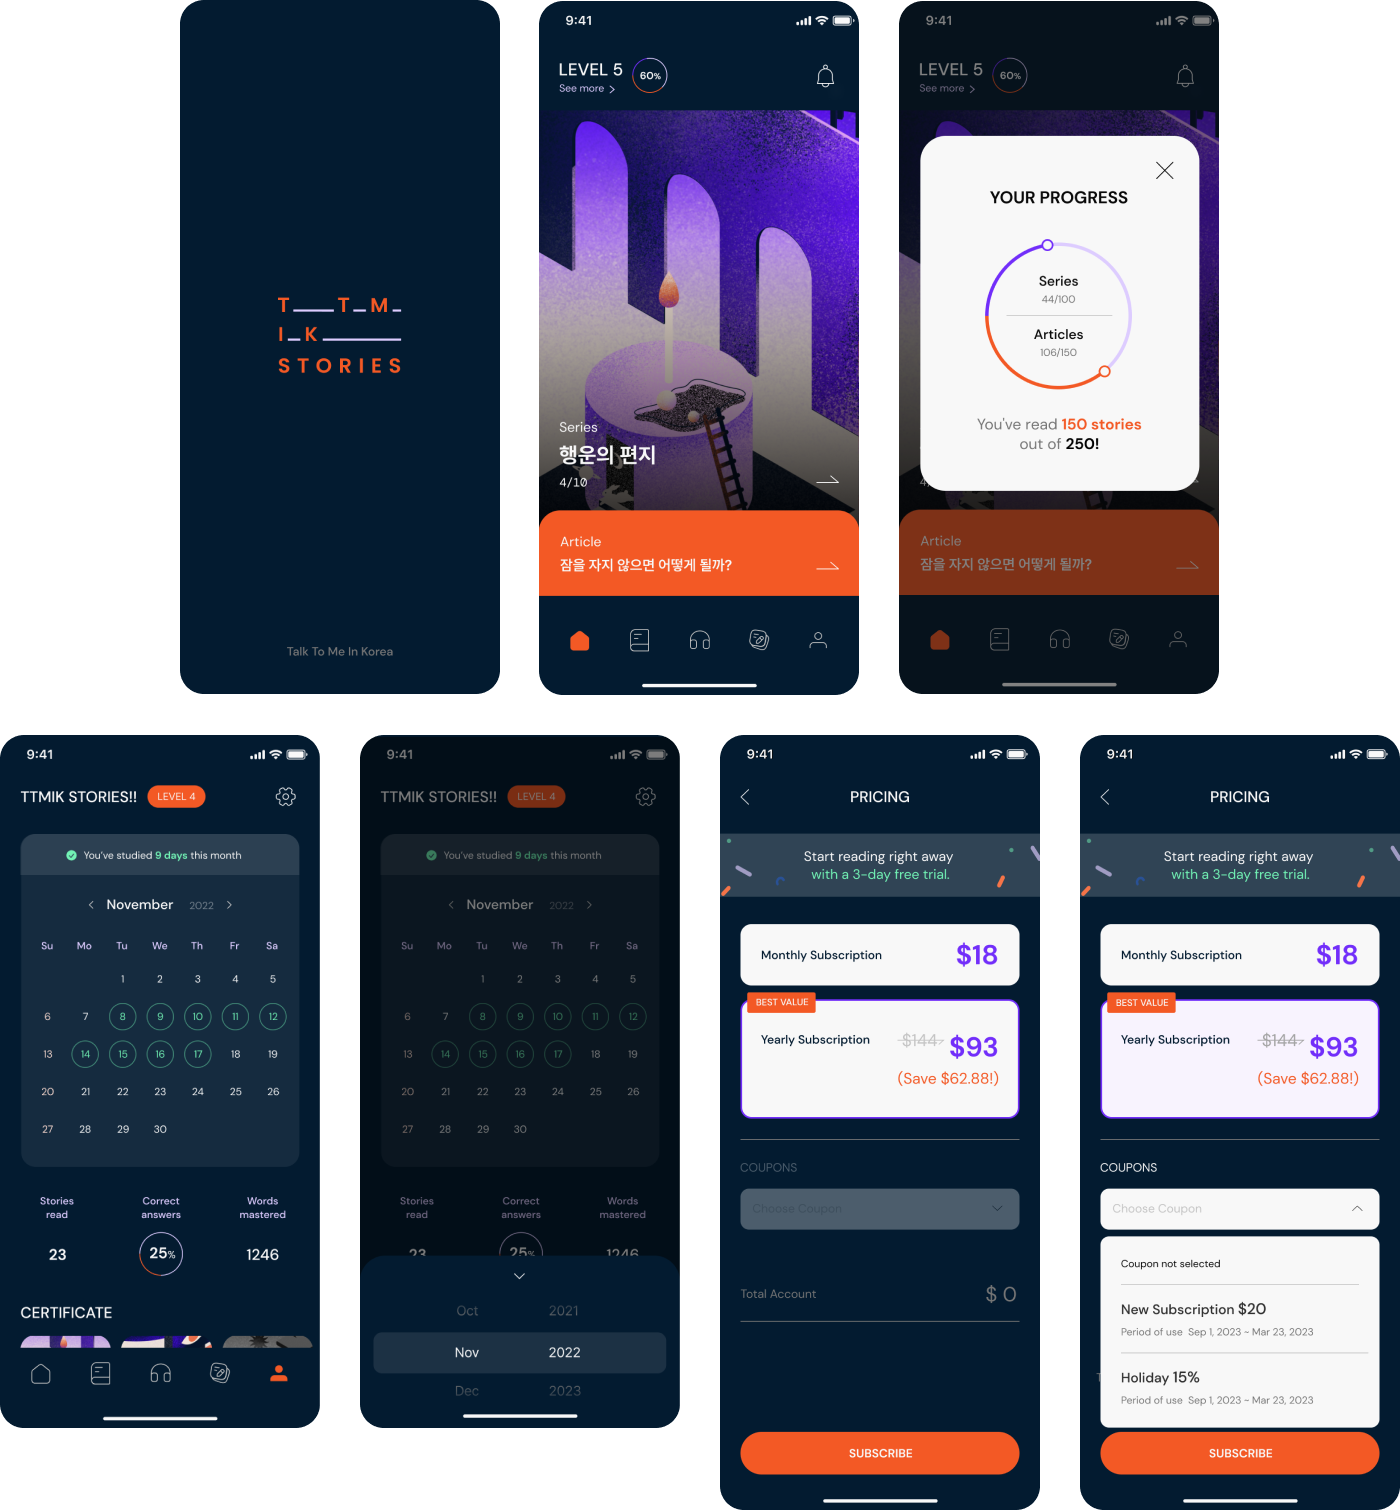 T T M
I K
STORIES
Talk To Me In Korea
9:41
LEVEL 5
60%
See more
Series
행운의 편지
4/10
Article
잠을 자지 않으면 어떻게 될까?
9:41
LEVEL 5
60%
See more
YOUR PROGRESS
Series
44/100
Articles
106/150
You've read 150 stories
out of 250!
Article
잠을 자지 않으면 어떻게 될까?
9:41
TTMIK STORIES!! LEVEL 4
You've studied 9 days this month
November 2022
Su Mo Tu We Th Fr Sa
1 2 3 4 5
6 7 8 9 10 11 12
13 14 15 16 17 18 19
20 21 22 23 24 25 26
27 28 29 30
Stories
read
Correct
answers
Words
mastered
23 25% 1246
CERTIFICATE
9:41
TTMIK STORIES!! LEVEL 4
You've studied 9 days this month
November 2022
Su Mo Tu We Th Fr Sa
1 2 3 4 5
6 7 8 9 10 11 12
13 14 15 16 17 18 19
20 21 22 23 24 25 26
27 28 29 30
Stories
read
Correct
answers
Words
mastered
23 25% 1246
Oct 2021
Nov 2022
Dec 2023
9:41
PRICING
Start reading right away
with a 3-day free trial.
Monthly Subscription $18
BEST VALUE
Yearly Subscription $144 $93
(Save $62.88!)
COUPONS
Choose Coupon
Total Account $ 0
SUBSCRIBE
9:41
PRICING
Start reading right away
with a 3-day free trial.
Monthly Subscription $18
BEST VALUE
Yearly Subscription $144 $93
(Save $62.88!)
COUPONS
Choose Coupon
Coupon not selected
New Subscription $20
Period of use Sep 1, 2023 ~ Mar 23, 2023
Holiday 15%
Period of use Sep 1, 2023 ~ Mar 23, 2023
SUBSCRIBE